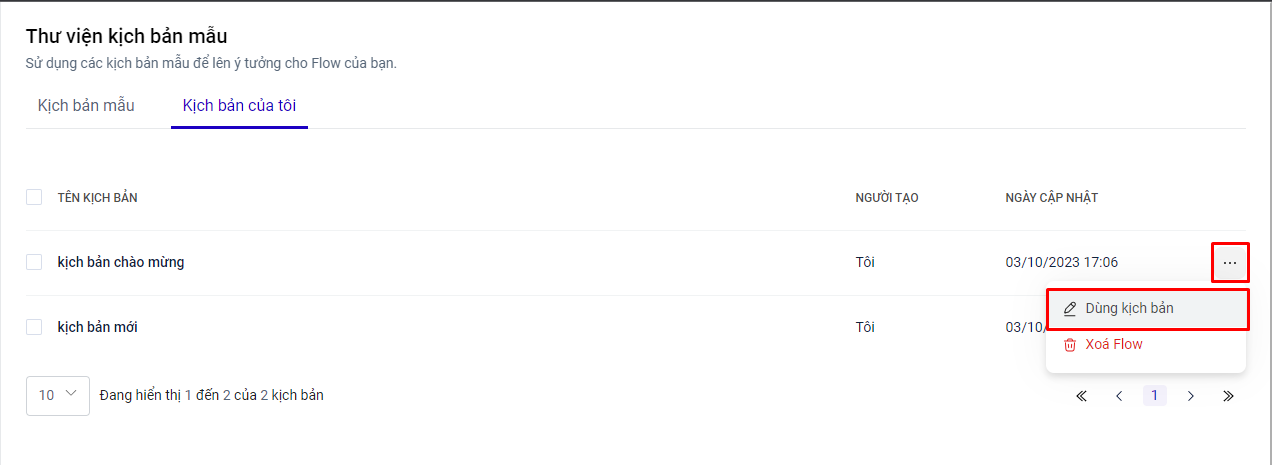 Thư viện kịch bản mẫu
Sử dụng các kịch bản mẫu để lên ý tưởng cho Flow của bạn.
Kịch bản mẫu Kịch bản của tôi
TÊN KỊCH BẢN NGƯỜI TẠO NGÀY CẬP NHẬT
kịch bản chào mừng Tôi 03/10/2023 17:06 ...
Dùng kịch bản
kịch bản mới Tôi 03/10/
Xoá Flow
10 Đang hiển thị 1 đến 2 của 2 kịch bản 1